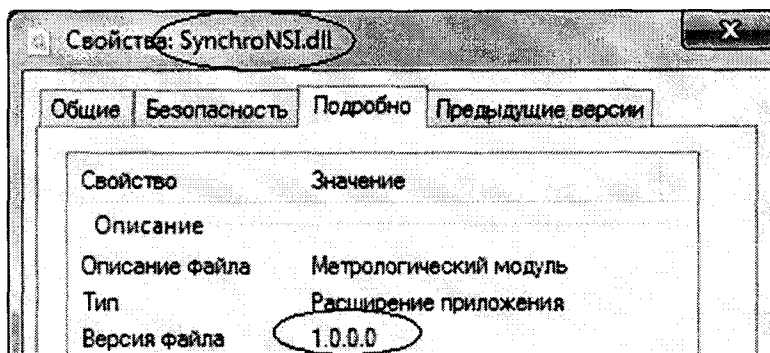 Свойства: SynchroNSI.dll
Общие Безопасность Подробно Предыдущие версии
Свойство Значение
Описание
Описание файла Метрологический модуль
Тип Расширение приложения
Версия файла 1.0.0.0